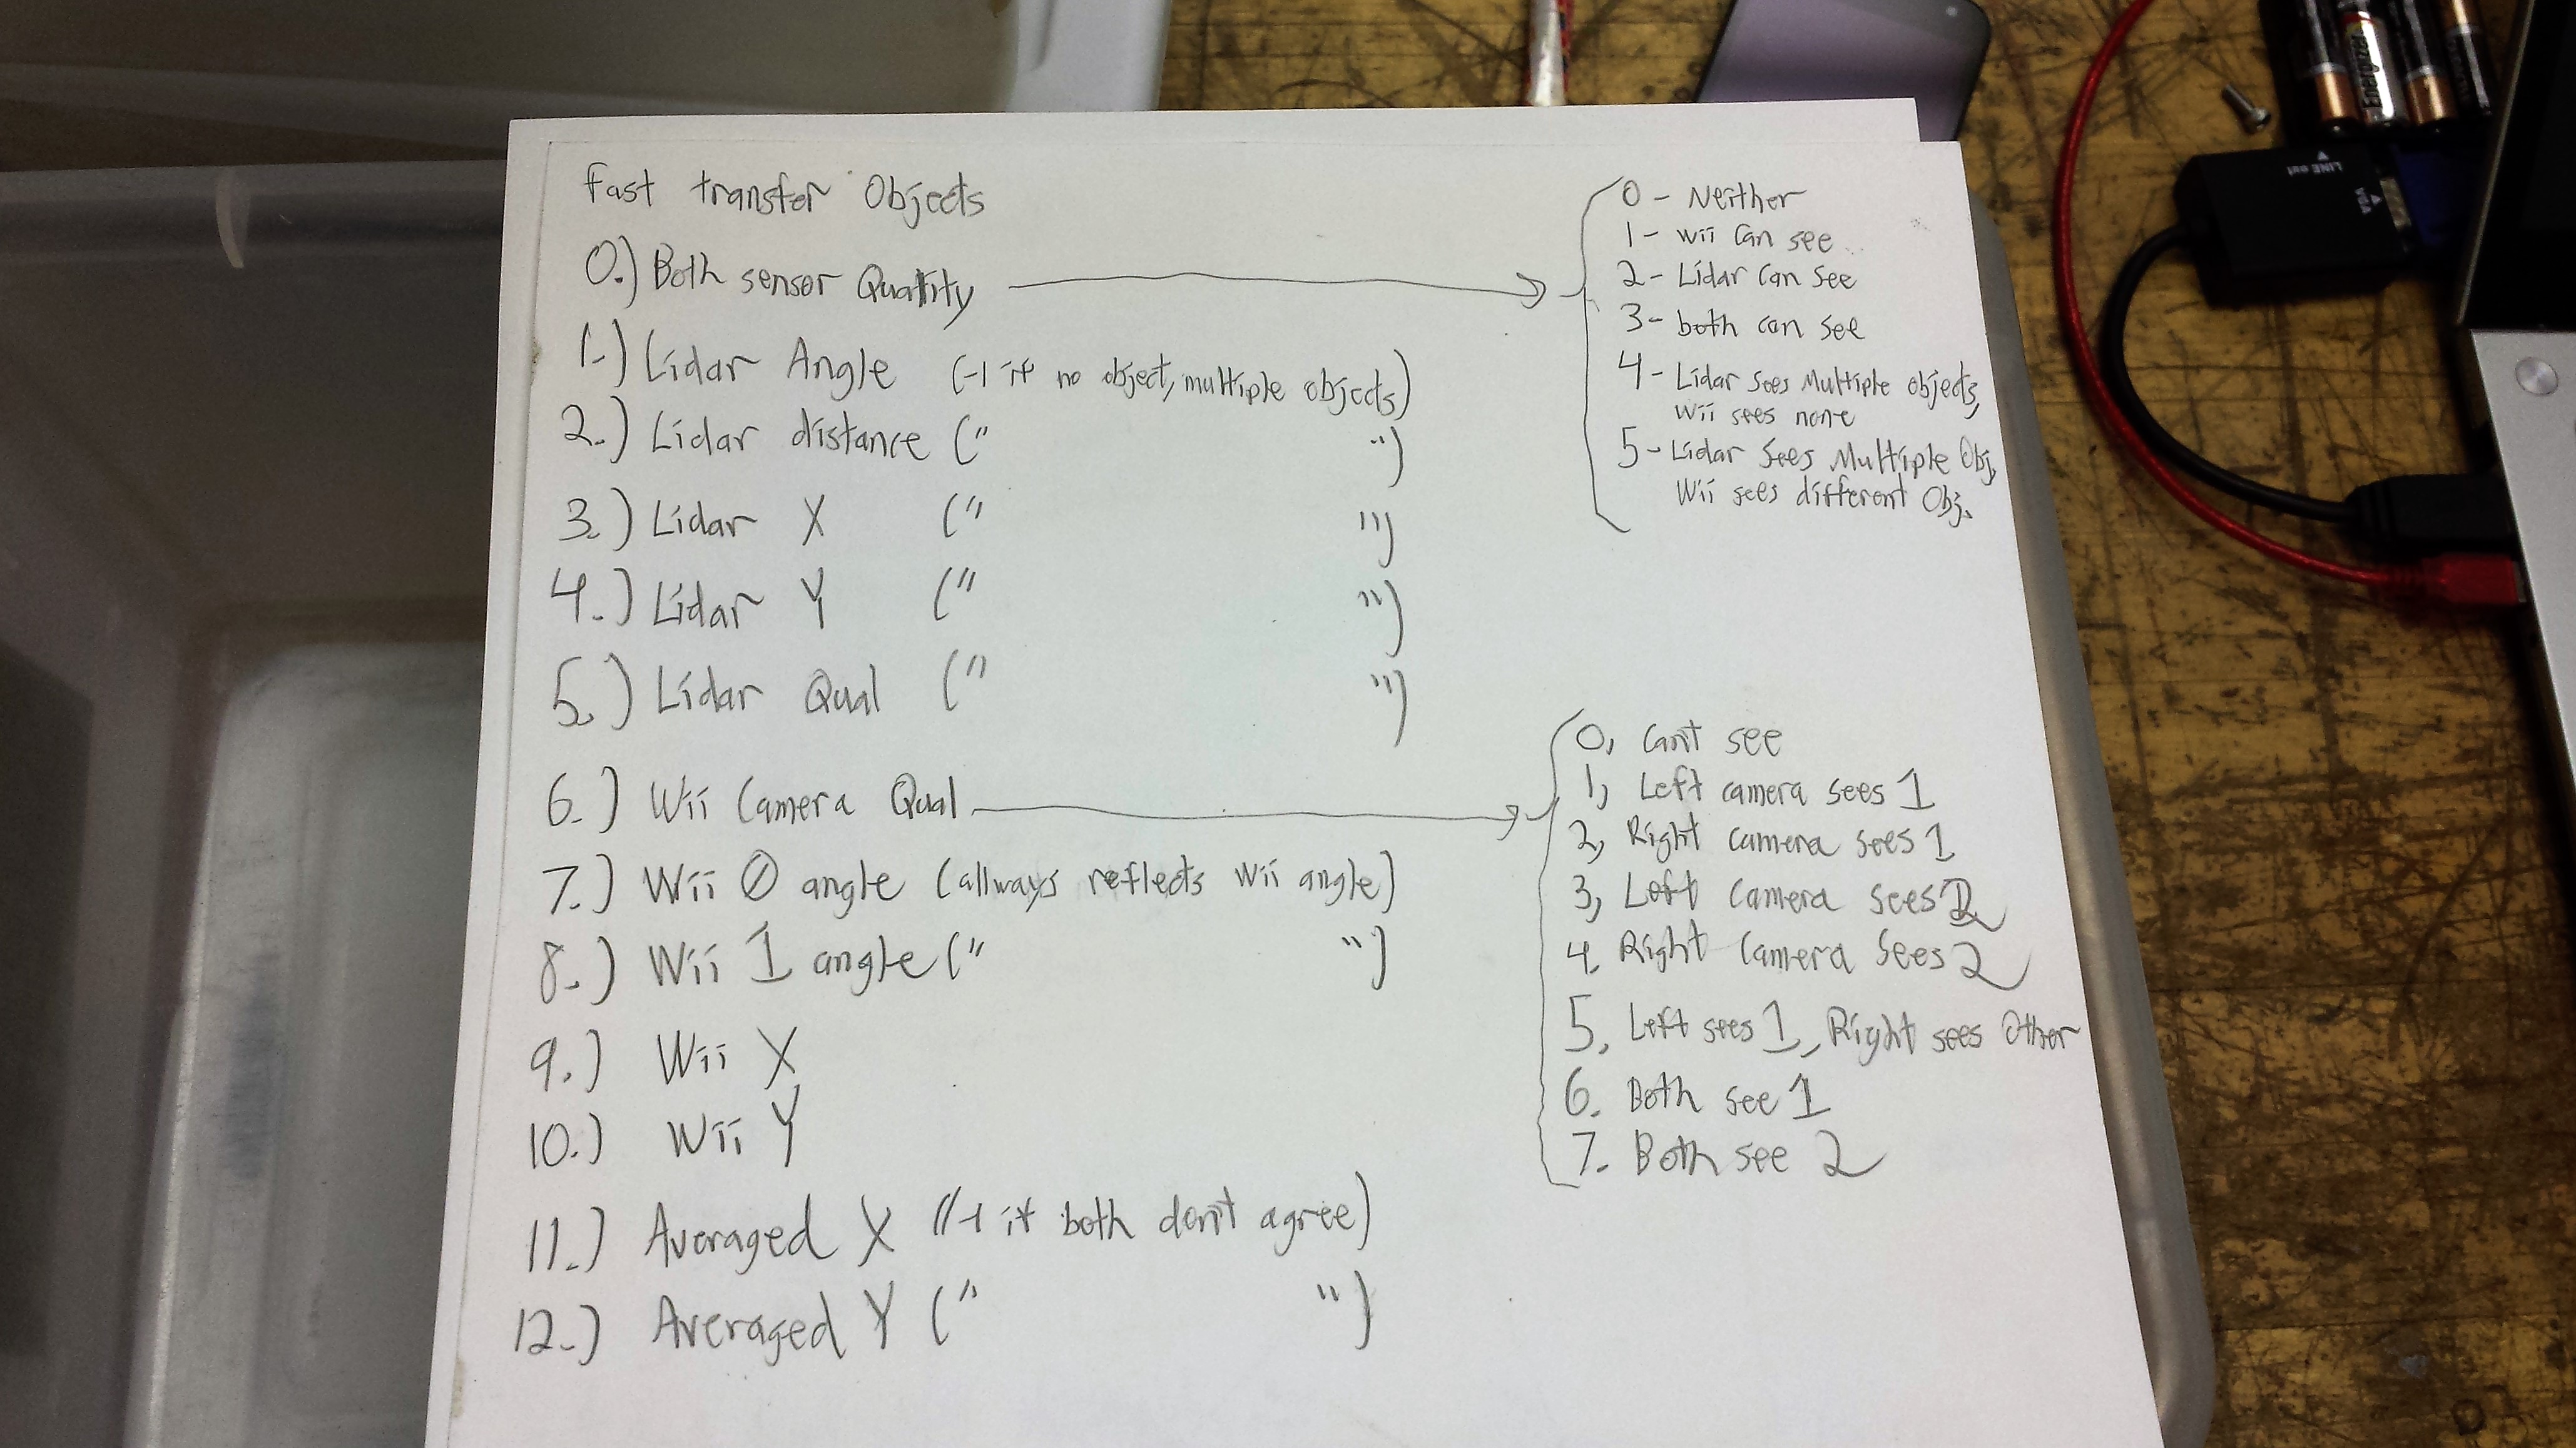 fast transfer Objects
0.) Both sensor Quality
1.) Lidar Angle (-1 if no object, multiple objects)
2.) Lidar distance (" ")
3.) Lidar X (" ")
4.) Lidar Y (" ")
5.) Lidar Qual (" ")
6.) Wii Camera Qual
7.) Wii 0 angle (allways reflects wii angle)
8.) Wii 1 angle (" ")
9.) Wii X
10.) Wii Y
11.) Averaged X (-1 if both don't agree)
12.) Averaged Y (" ")
0 - Neither
1 - wii Can see
2 - Lidar Can See
3 - both can see
4 - Lidar sees Multiple objects,
Wii sees none
5 - Lidar Sees Multiple Obj,
Wii sees different Obj.
0, Can't see
1, Left camera sees 1
2, Right camera sees 1
3, Left Camera sees 2
4. Right Camera Sees 2
5, Left sees 1, Right sees Other
6. Both see 1
7. Both see 2
Energizer
LINE out
VGA